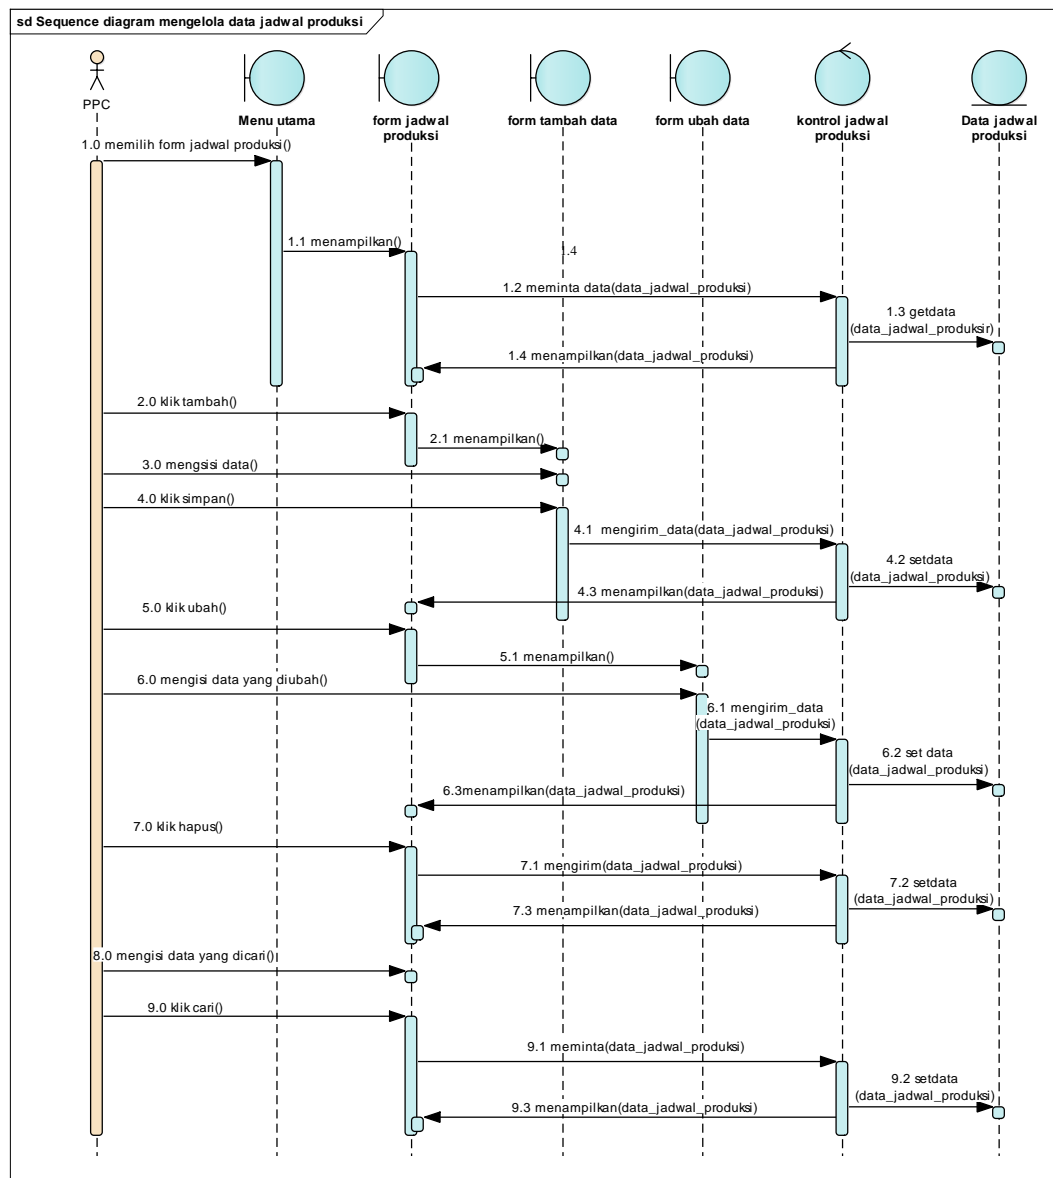 sd Sequence diagram mengelola data jadwal produksi
PPC
Menu utama
form jadwal
produksi
form tambah data
form ubah data
kontrol jadwal
produksi
Data jadwal
produksi
1.0 memilih form jadwal produksi()
1.1 menampilkan()
1.4
1.2 meminta data(data_jadwal_produksi)
1.3 getdata
(data_jadwal_produksir)
1.4 menampilkan(data_jadwal_produksi)
2.0 klik tambah()
2.1 menampilkan()
3.0 mengsisi data()
4.0 klik simpan()
4.1 mengirim_data(data_jadwal_produksi)
4.2 setdata
(data_jadwal_produksi)
4.3 menampilkan(data_jadwal_produksi)
5.0 klik ubah()
5.1 menampilkan()
6.0 mengisi data yang diubah()
6.1 mengirim_data
(data_jadwal_produksi)
6.2 set data
(data_jadwal_produksi)
6.3menampilkan(data_jadwal_produksi)
7.0 klik hapus()
7.1 mengirim(data_jadwal_produksi)
7.2 setdata
(data_jadwal_produksi)
7.3 menampilkan(data_jadwal_produksi)
8.0 mengisi data yang dicari()
9.0 klik cari()
9.1 meminta(data_jadwal_produksi)
9.2 setdata
(data_jadwal_produksi)
9.3 menampilkan(data_jadwal_produksi)